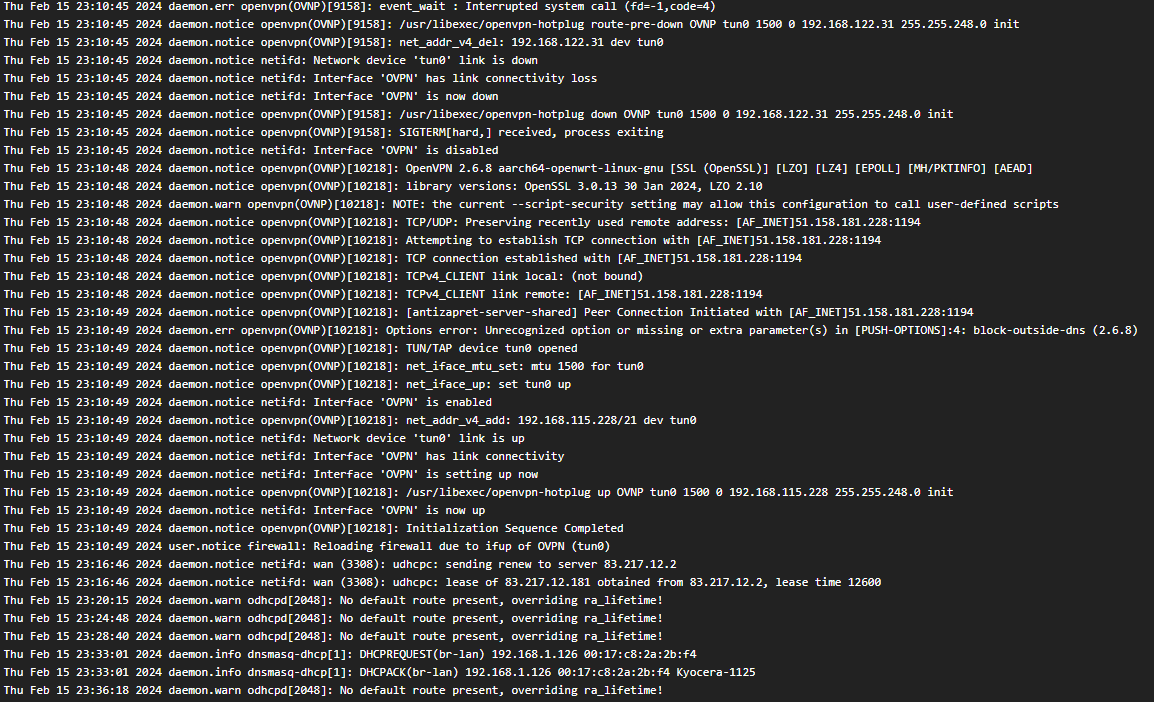 Thu Feb 15 23:10:45 2024 daemon.err openvpn(OVNP)[9158]: event_wait : Interrupted system call (fd=-1,code=4)
Thu Feb 15 23:10:45 2024 daemon.notice openvpn(OVNP)[9158]: /usr/libexec/openvpn-hotplug route-pre-down OVNP tun0 1500 0 192.168.122.31 255.255.248.0 init
Thu Feb 15 23:10:45 2024 daemon.notice openvpn(OVNP)[9158]: net_addr_v4_del: 192.168.122.31 dev tun0
Thu Feb 15 23:10:45 2024 daemon.notice netifd: Network device 'tun0' link is down
Thu Feb 15 23:10:45 2024 daemon.notice netifd: Interface 'OVPN' has link connectivity loss
Thu Feb 15 23:10:45 2024 daemon.notice netifd: Interface 'OVPN' is now down
Thu Feb 15 23:10:45 2024 daemon.notice openvpn(OVNP)[9158]: /usr/libexec/openvpn-hotplug down OVNP tun0 1500 0 192.168.122.31 255.255.248.0 init
Thu Feb 15 23:10:45 2024 daemon.notice openvpn(OVNP)[9158]: SIGTERM[hard,] received, process exiting
Thu Feb 15 23:10:45 2024 daemon.notice netifd: Interface 'OVPN' is disabled
Thu Feb 15 23:10:48 2024 daemon.notice openvpn(OVNP)[10218]: OpenVPN 2.6.8 aarch64-openwrt-linux-gnu [SSL (OpenSSL)] [LZO] [LZ4] [EPOLL] [MH/PKTINFO] [AEAD]
Thu Feb 15 23:10:48 2024 daemon.notice openvpn(OVNP)[10218]: library versions: OpenSSL 3.0.13 30 Jan 2024, LZO 2.10
Thu Feb 15 23:10:48 2024 daemon.warn openvpn(OVNP)[10218]: NOTE: the current --script-security setting may allow this configuration to call user-defined scripts
Thu Feb 15 23:10:48 2024 daemon.notice openvpn(OVNP)[10218]: TCP/UDP: Preserving recently used remote address: [AF_INET]51.158.181.228:1194
Thu Feb 15 23:10:48 2024 daemon.notice openvpn(OVNP)[10218]: Attempting to establish TCP connection with [AF_INET]51.158.181.228:1194
Thu Feb 15 23:10:48 2024 daemon.notice openvpn(OVNP)[10218]: TCP connection established with [AF_INET]51.158.181.228:1194
Thu Feb 15 23:10:48 2024 daemon.notice openvpn(OVNP)[10218]: TCPv4_CLIENT link local: (not bound)
Thu Feb 15 23:10:48 2024 daemon.notice openvpn(OVNP)[10218]: TCPv4_CLIENT link remote: [AF_INET]51.158.181.228:1194
Thu Feb 15 23:10:49 2024 daemon.notice openvpn(OVNP)[10218]: [antizapret-server-shared] Peer Connection Initiated with [AF_INET]51.158.181.228:1194
Thu Feb 15 23:10:49 2024 daemon.err openvpn(OVNP)[10218]: Options error: Unrecognized option or missing or extra parameter(s) in [PUSH-OPTIONS]:4: block-outside-dns (2.6.8)
Thu Feb 15 23:10:49 2024 daemon.notice openvpn(OVNP)[10218]: TUN/TAP device tun0 opened
Thu Feb 15 23:10:49 2024 daemon.notice openvpn(OVNP)[10218]: net_iface_mtu_set: mtu 1500 for tun0
Thu Feb 15 23:10:49 2024 daemon.notice openvpn(OVNP)[10218]: net_iface_up: set tun0 up
Thu Feb 15 23:10:49 2024 daemon.notice netifd: Interface 'OVPN' is enabled
Thu Feb 15 23:10:49 2024 daemon.notice openvpn(OVNP)[10218]: net_addr_v4_add: 192.168.115.228/21 dev tun0
Thu Feb 15 23:10:49 2024 daemon.notice netifd: Network device 'tun0' link is up
Thu Feb 15 23:10:49 2024 daemon.notice netifd: Interface 'OVPN' has link connectivity
Thu Feb 15 23:10:49 2024 daemon.notice netifd: Interface 'OVPN' is setting up now
Thu Feb 15 23:10:49 2024 daemon.notice openvpn(OVNP)[10218]: /usr/libexec/openvpn-hotplug up OVNP tun0 1500 0 192.168.115.228 255.255.248.0 init
Thu Feb 15 23:10:49 2024 daemon.notice netifd: Interface 'OVPN' is now up
Thu Feb 15 23:10:49 2024 daemon.notice openvpn(OVNP)[10218]: Initialization Sequence Completed
Thu Feb 15 23:10:49 2024 user.notice firewall: Reloading firewall due to ifup of OVPN (tun0)
Thu Feb 15 23:16:46 2024 daemon.notice netifd: wan (3308): udhcpc: sending renew to server 83.217.12.2
Thu Feb 15 23:16:46 2024 daemon.notice netifd: wan (3308): udhcpc: lease of 83.217.12.181 obtained from 83.217.12.2, lease time 12600
Thu Feb 15 23:20:15 2024 daemon.warn odhcpd[2048]: No default route present, overriding ra_lifetime!
Thu Feb 15 23:24:48 2024 daemon.warn odhcpd[2048]: No default route present, overriding ra_lifetime!
Thu Feb 15 23:28:40 2024 daemon.warn odhcpd[2048]: No default route present, overriding ra_lifetime!
Thu Feb 15 23:33:01 2024 daemon.info dnsmasq-dhcp[1]: DHCPREQUEST(br-lan) 192.168.1.126 00:17:c8:2a:2b:f4
Thu Feb 15 23:33:01 2024 daemon.info dnsmasq-dhcp[1]: DHCPACK(br-lan) 192.168.1.126 00:17:c8:2a:2b:f4 Kyocera-1125
Thu Feb 15 23:36:18 2024 daemon.warn odhcpd[2048]: No default route present, overriding ra_lifetime!